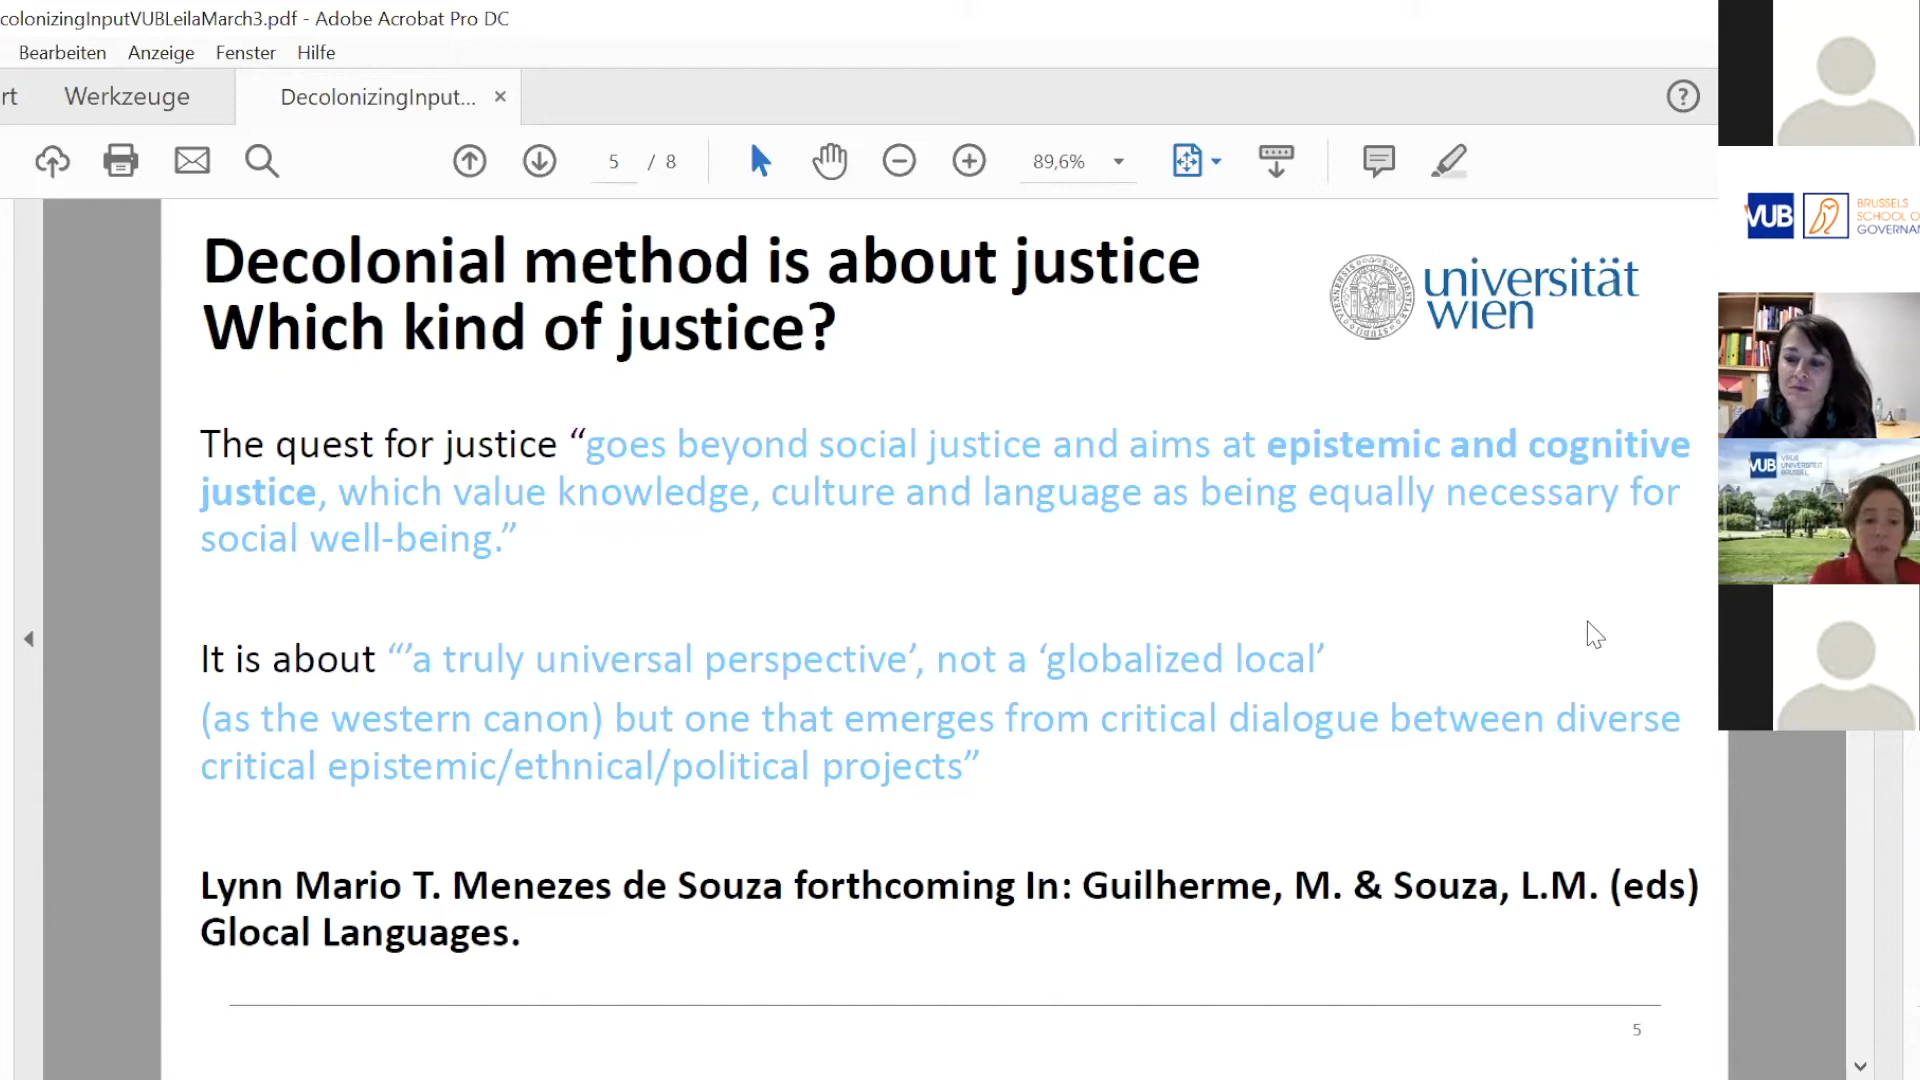 colonizingInputVUBLeilaMarch3.pdf - Adobe Acrobat Pro DC
Bearbeiten Anzeige Fenster Hilfe
rt Werkzeuge DecolonizingInput... ×
5 / 8 89,6%
Decolonial method is about justice
Which kind of justice?
universität
wien
The quest for justice “goes beyond social justice and aims at epistemic and cognitive
justice, which value knowledge, culture and language as being equally necessary for
social well-being.”
It is about “’a truly universal perspective’, not a ‘globalized local’
(as the western canon) but one that emerges from critical dialogue between diverse
critical epistemic/ethnical/political projects”
Lynn Mario T. Menezes de Souza forthcoming In: Guilherme, M. & Souza, L.M. (eds)
Glocal Languages.
5
VUB
BRUSSELS
SCHOOL O
GOVERNA
VUB
VRIJE
UNIVERSITEIT
BRUSSEL